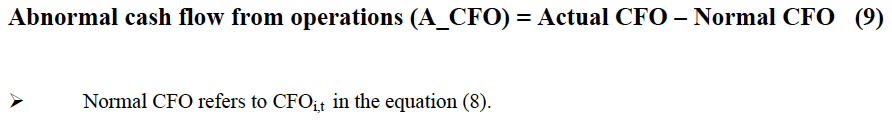 Abnormal cash flow from operations (A_CFO) = Actual CFO – Normal CFO (9)
➢ Normal CFO refers to CFOi,t in the equation (8).